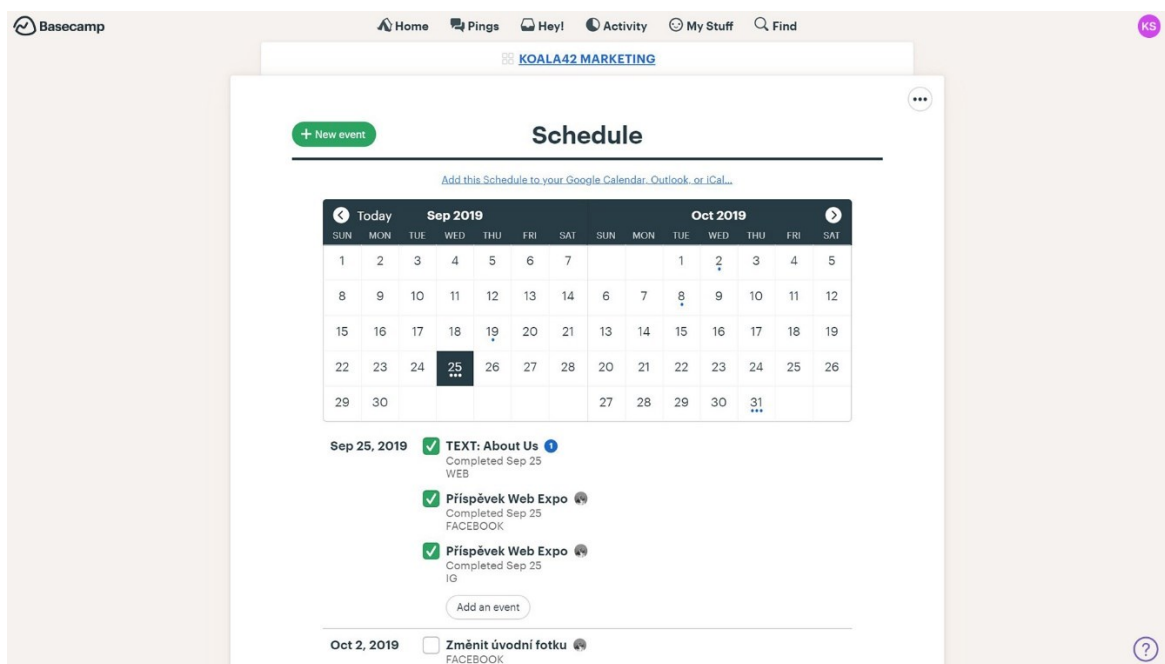 Basecamp
Home Pings Hey! Activity My Stuff Find
KS
KOALA42 MARKETING
•••
+ New event
Schedule
Add this Schedule to your Google Calendar, Outlook, or iCal...
Today Sep 2019 Oct 2019
SUN MON TUE WED THU FRI SAT SUN MON TUE WED THU FRI SAT
1 2 3 4 5 6 7 1 2 3 4 5
8 9 10 11 12 13 14 6 7 8 9 10 11 12
15 16 17 18 19 20 21 13 14 15 16 17 18 19
22 23 24 25 26 27 28 20 21 22 23 24 25 26
29 30 27 28 29 30 31
Sep 25, 2019 TEXT: About Us 1
Completed Sep 25
WEB
Příspěvek Web Expo
Completed Sep 25
FACEBOOK
Příspěvek Web Expo
Completed Sep 25
IG
Add an event
Oct 2, 2019 Změnit úvodní fotku
FACEBOOK
?